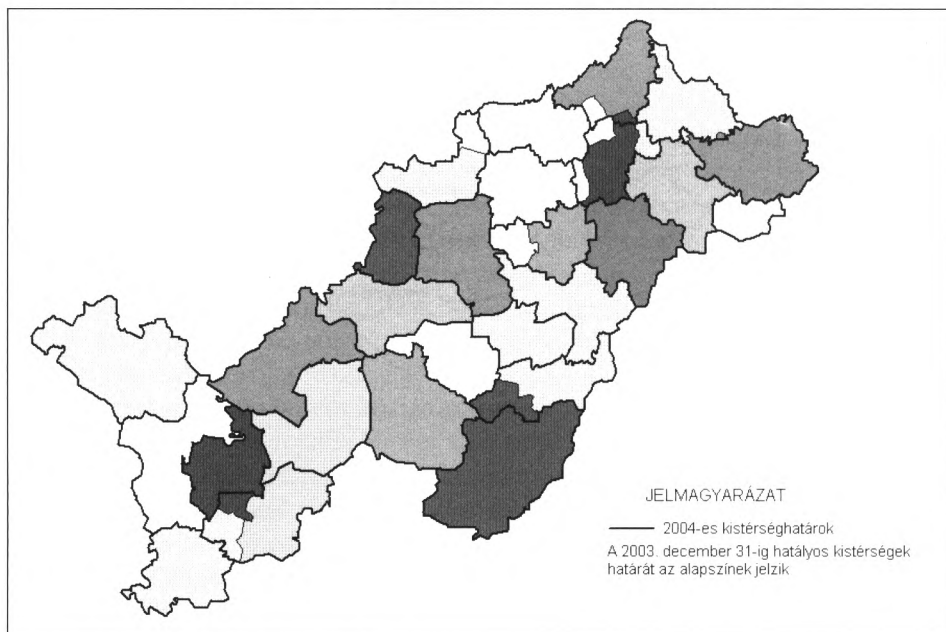 JELMAGYARÁZAT
2004-es kistérséghatárok
A 2003. december 31-ig hatályos kistérségek
határát az alapszínek jelzik